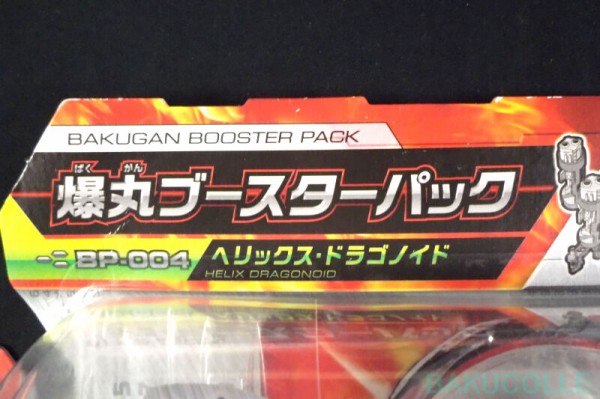 BAKUGAN BOOSTER PACK
ばく がん
爆丸ブースターパック
BP-004 ヘリックス・ドラゴノイド
HELIX DRAGONOID
BAKUCOLLE